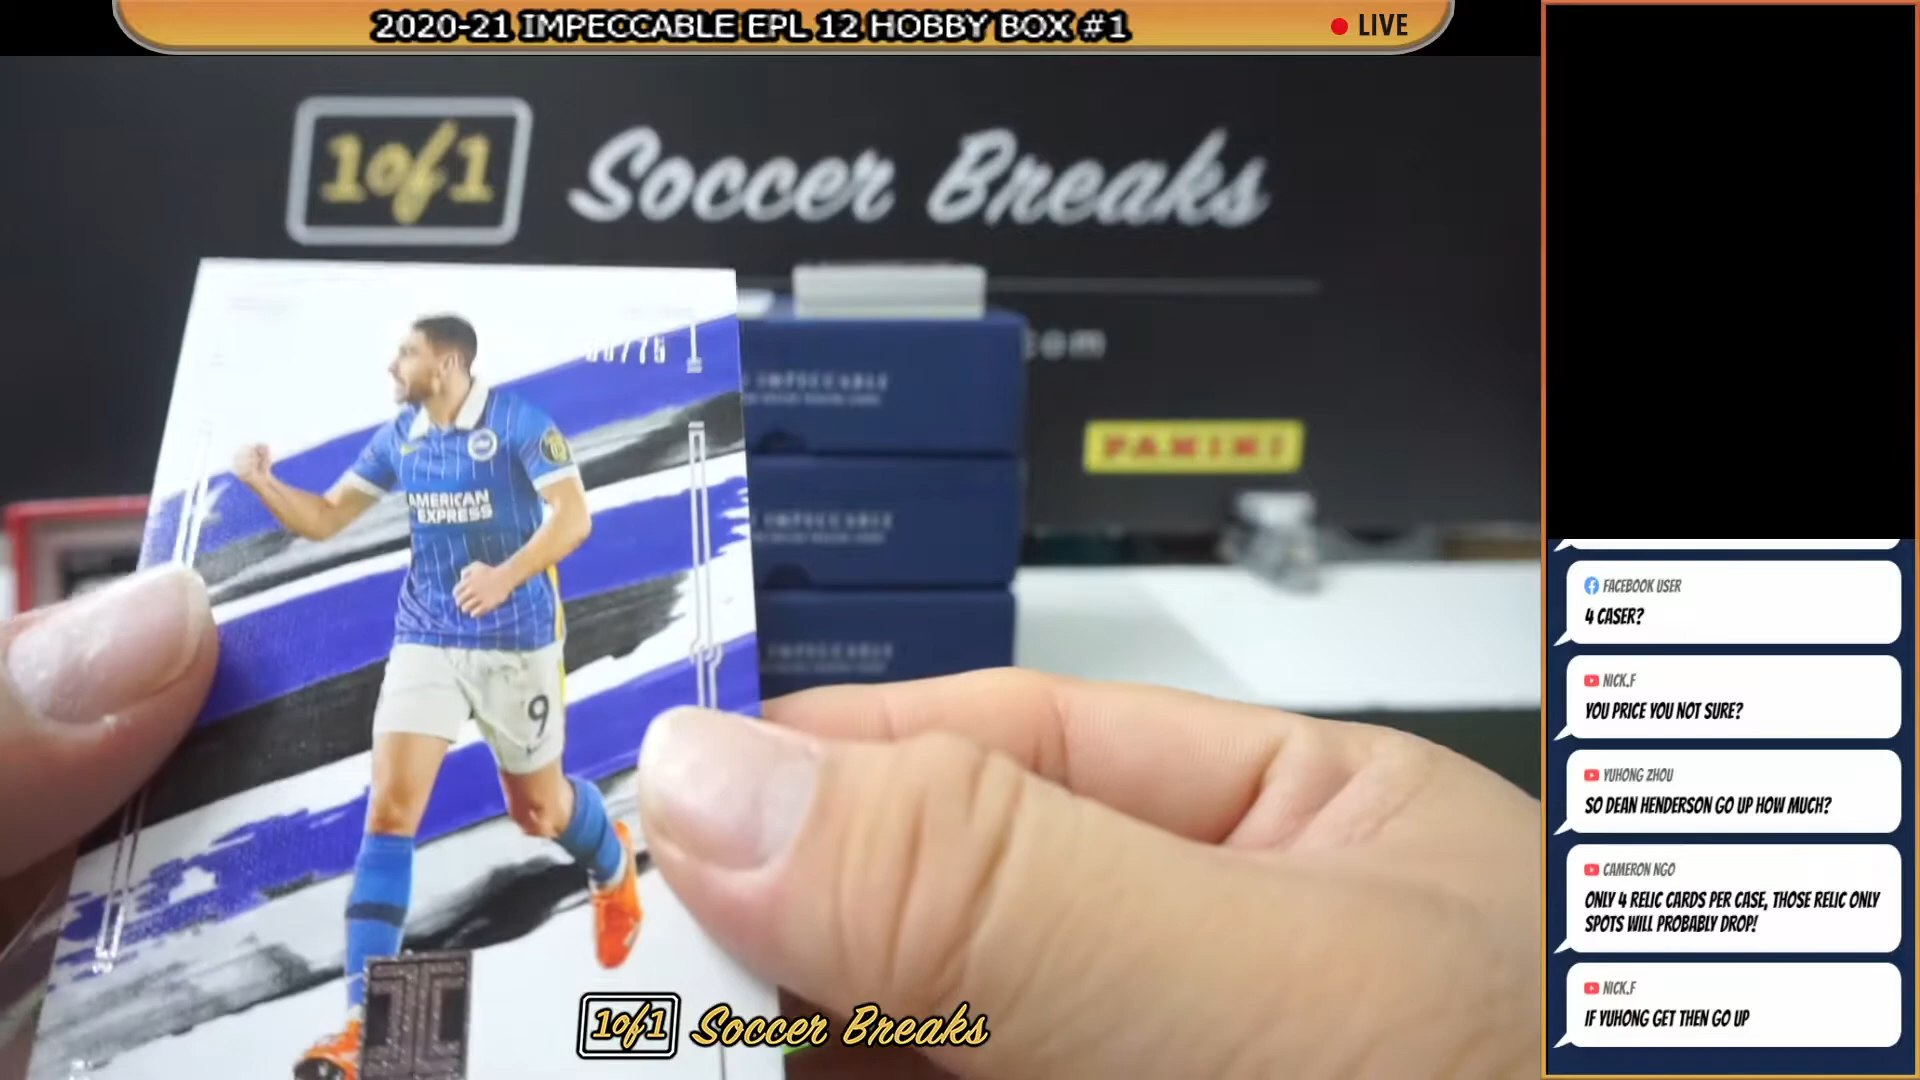 2020-21 IMPECCABLE EPL 12 HOBBY BOX #1
LIVE
1of1 Soccer Breaks
com
PANINI
/75
AMERICAN
EXPRESS
9
IMPECCABLE
IMPECCABLE
IMPECCABLE
1of1 Soccer Breaks
FACEBOOK USER
4 CASER?
NICK.F
YOU PRICE YOU NOT SURE?
YUHONG ZHOU
SO DEAN HENDERSON GO UP HOW MUCH?
CAMERON NGO
ONLY 4 RELIC CARDS PER CASE, THOSE RELIC ONLY
SPOTS WILL PROBABLY DROP!
NICK.F
IF YUHONG GET THEN GO UP